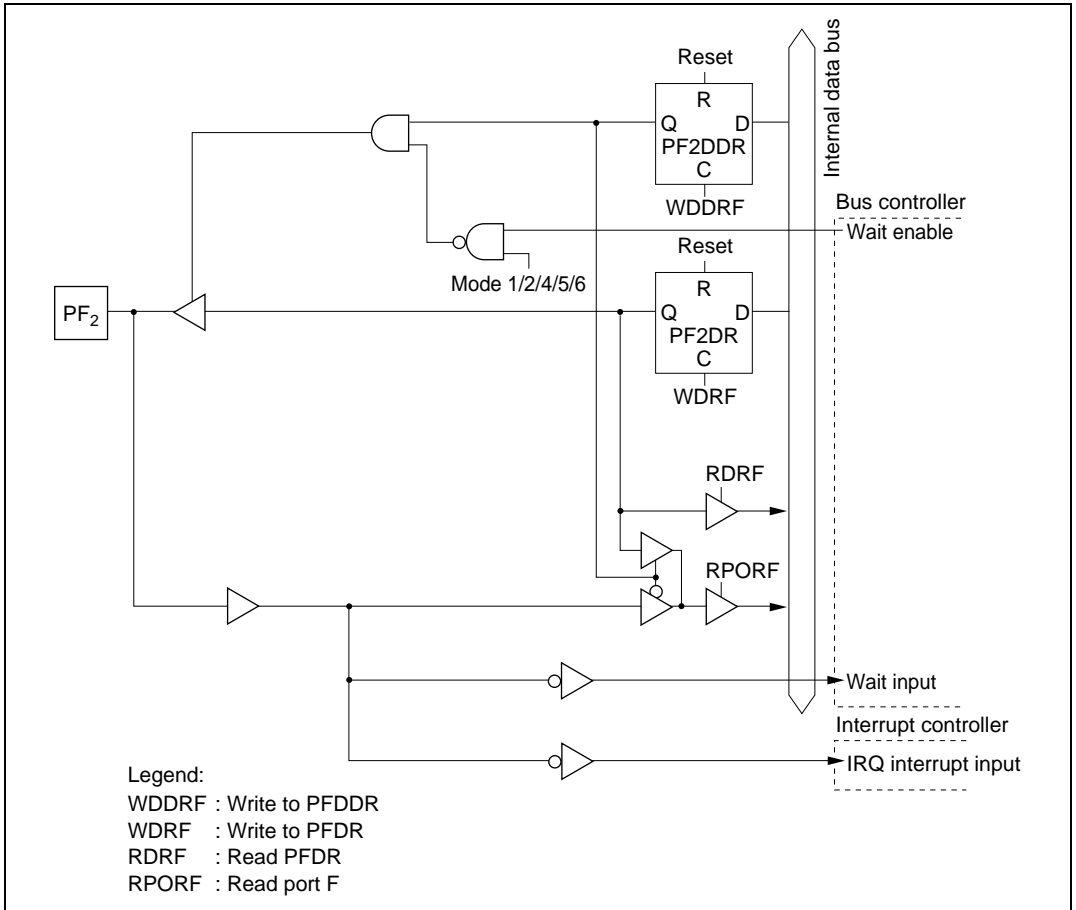 Reset
R
Q D
PF2DDR
C
WDDRF
Internal data bus
Bus controller
Wait enable
Mode 1/2/4/5/6
Reset
R
Q D
PF2DR
C
WDRF
PF2
RDRF
RPORF
Wait input
Interrupt controller
IRQ interrupt input
Legend:
WDDRF : Write to PFDDR
WDRF : Write to PFDR
RDRF : Read PFDR
RPORF : Read port F